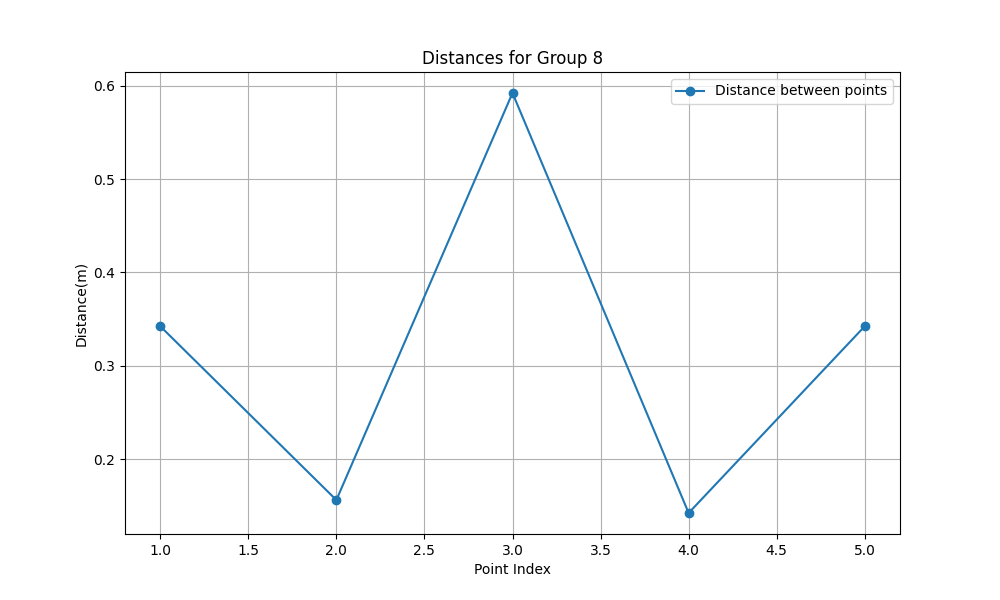 Distances for Group 8
Distance between points
0.6
0.5
0.4
0.3
0.2
Distance(m)
1.0 1.5 2.0 2.5 3.0 3.5 4.0 4.5 5.0
Point Index